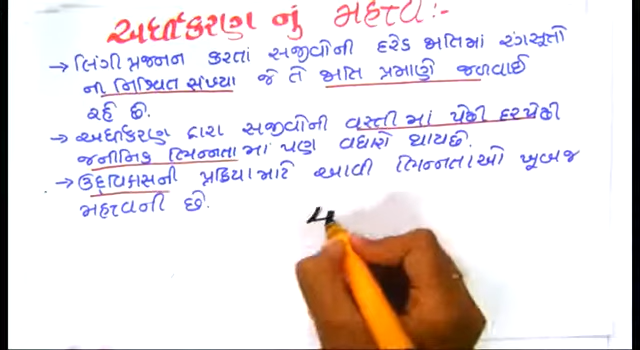 અર્ધીકરણ નું મહત્વ:-
→ લિંગી પ્રજનન કરતાં સજીવોની દરેક જાતિમાં રંગસૂત્રો
ની નિશ્ચિત સંખ્યા જે તે જાતિ પ્રમાણે જળવાઈ
રહે છે.
→ અર્ધીકરણ દ્વારા સજીવોની વસ્તી માં પેઢી દરપેઢી
જનીનિક ભિન્નતા માં પણ વધારો થાય છે.
→ ઉદ્દવિકાસની પ્રક્રિયા માટે આવી ભિન્નતાઓ ખૂબજ
મહત્વની છે.